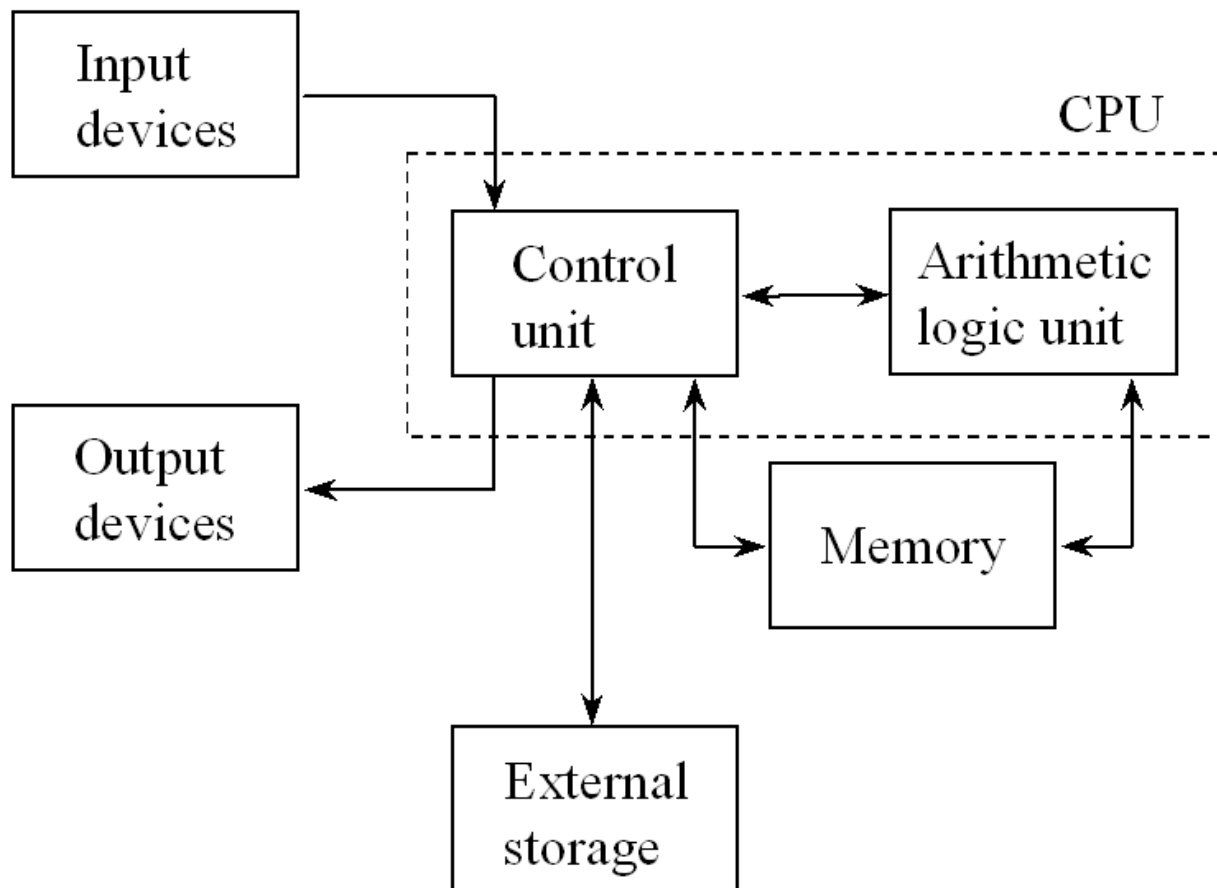 Input
devices
CPU
Control
unit
Arithmetic
logic unit
Output
devices
Memory
External
storage